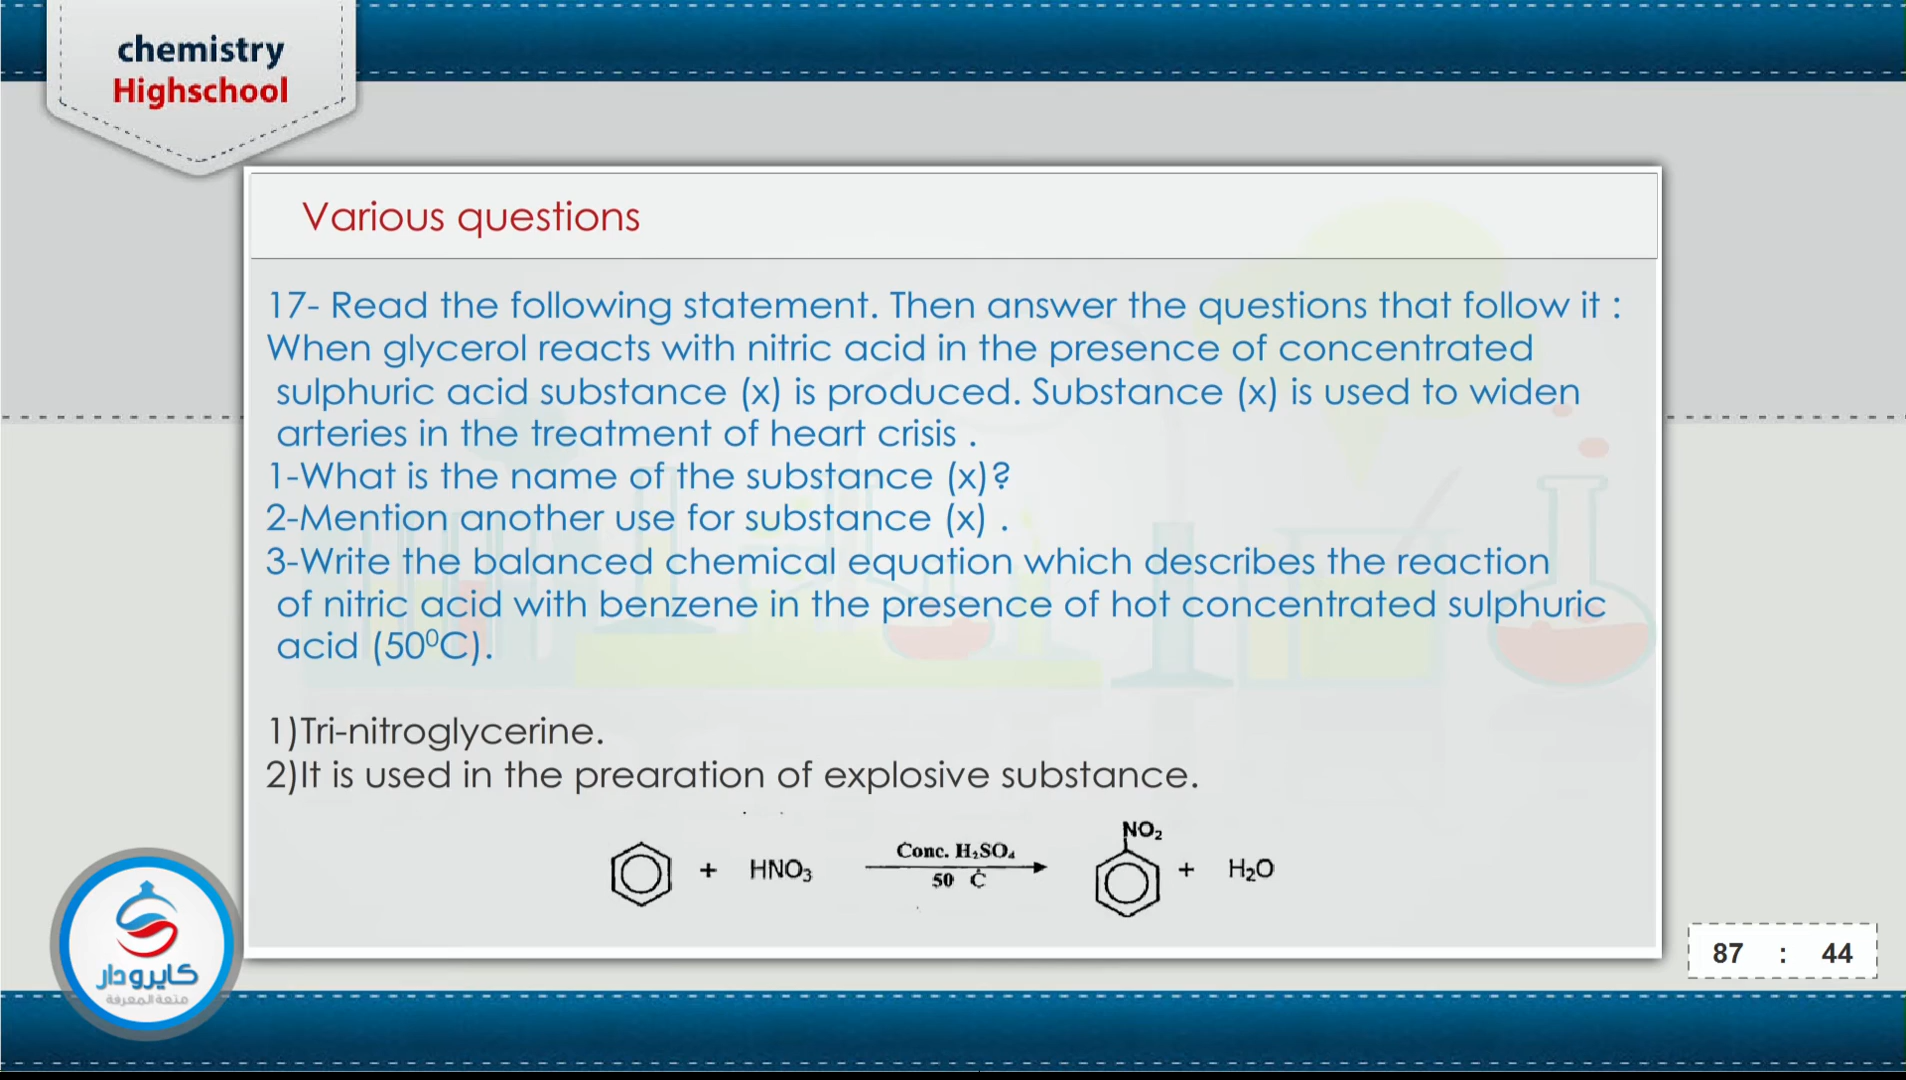 chemistry
Highschool
Various questions
17- Read the following statement. Then answer the questions that follow it :
When glycerol reacts with nitric acid in the presence of concentrated
sulphuric acid substance (x) is produced. Substance (x) is used to widen
arteries in the treatment of heart crisis .
1-What is the name of the substance (x)?
2-Mention another use for substance (x) .
3-Write the balanced chemical equation which describes the reaction
of nitric acid with benzene in the presence of hot concentrated sulphuric
acid (50⁰C).
1)Tri-nitroglycerine.
2)It is used in the prearation of explosive substance.
NO₂
Conc. H₂SO₄
+ HNO₃ + H₂O
50 C
كايرودار
متعة المعرفة
87 : 44